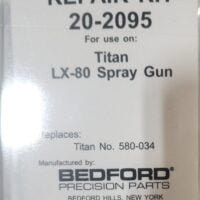 REPAIR KIT
20-2095
For use on:
Titan
LX-80 Spray Gun
Replaces:
Titan No. 580-034
Manufactured by:
BEDFORD®
PRECISION PARTS
BEDFORD HILLS, NEW YORK